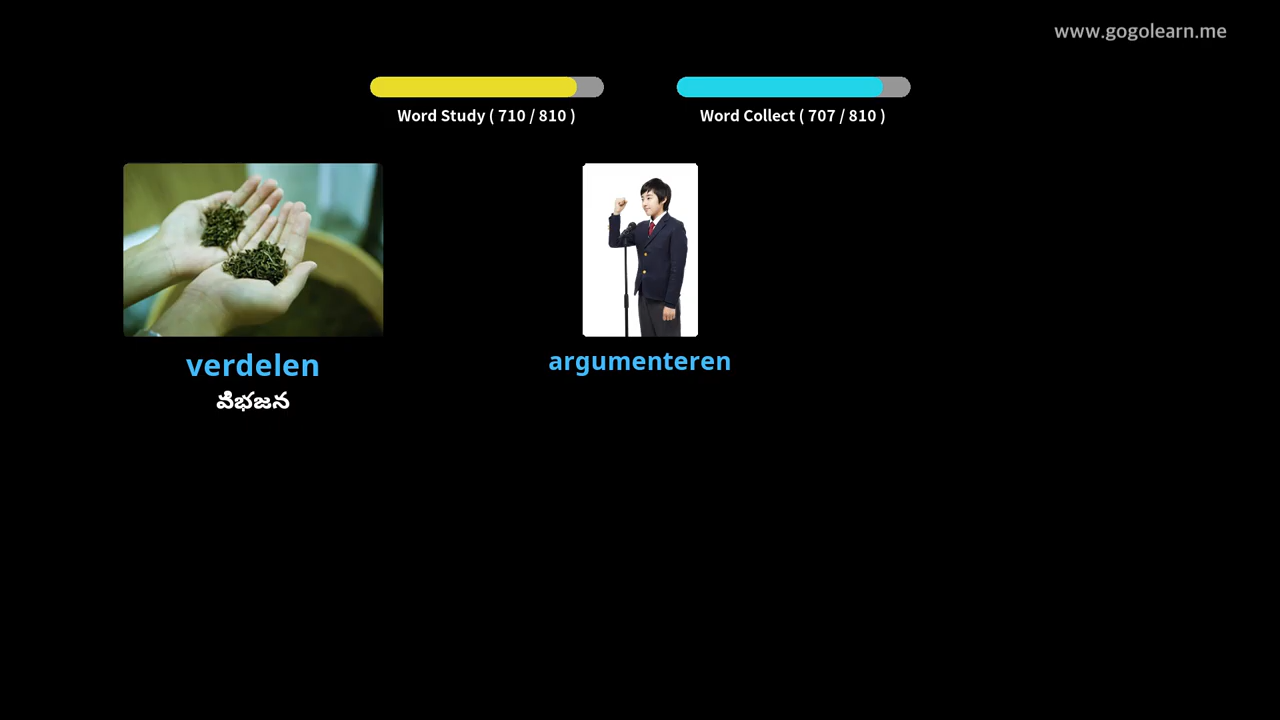 www.gogolearn.me
Word Study ( 710 / 810 )
Word Collect ( 707 / 810 )
verdelen
argumenteren
విభజన